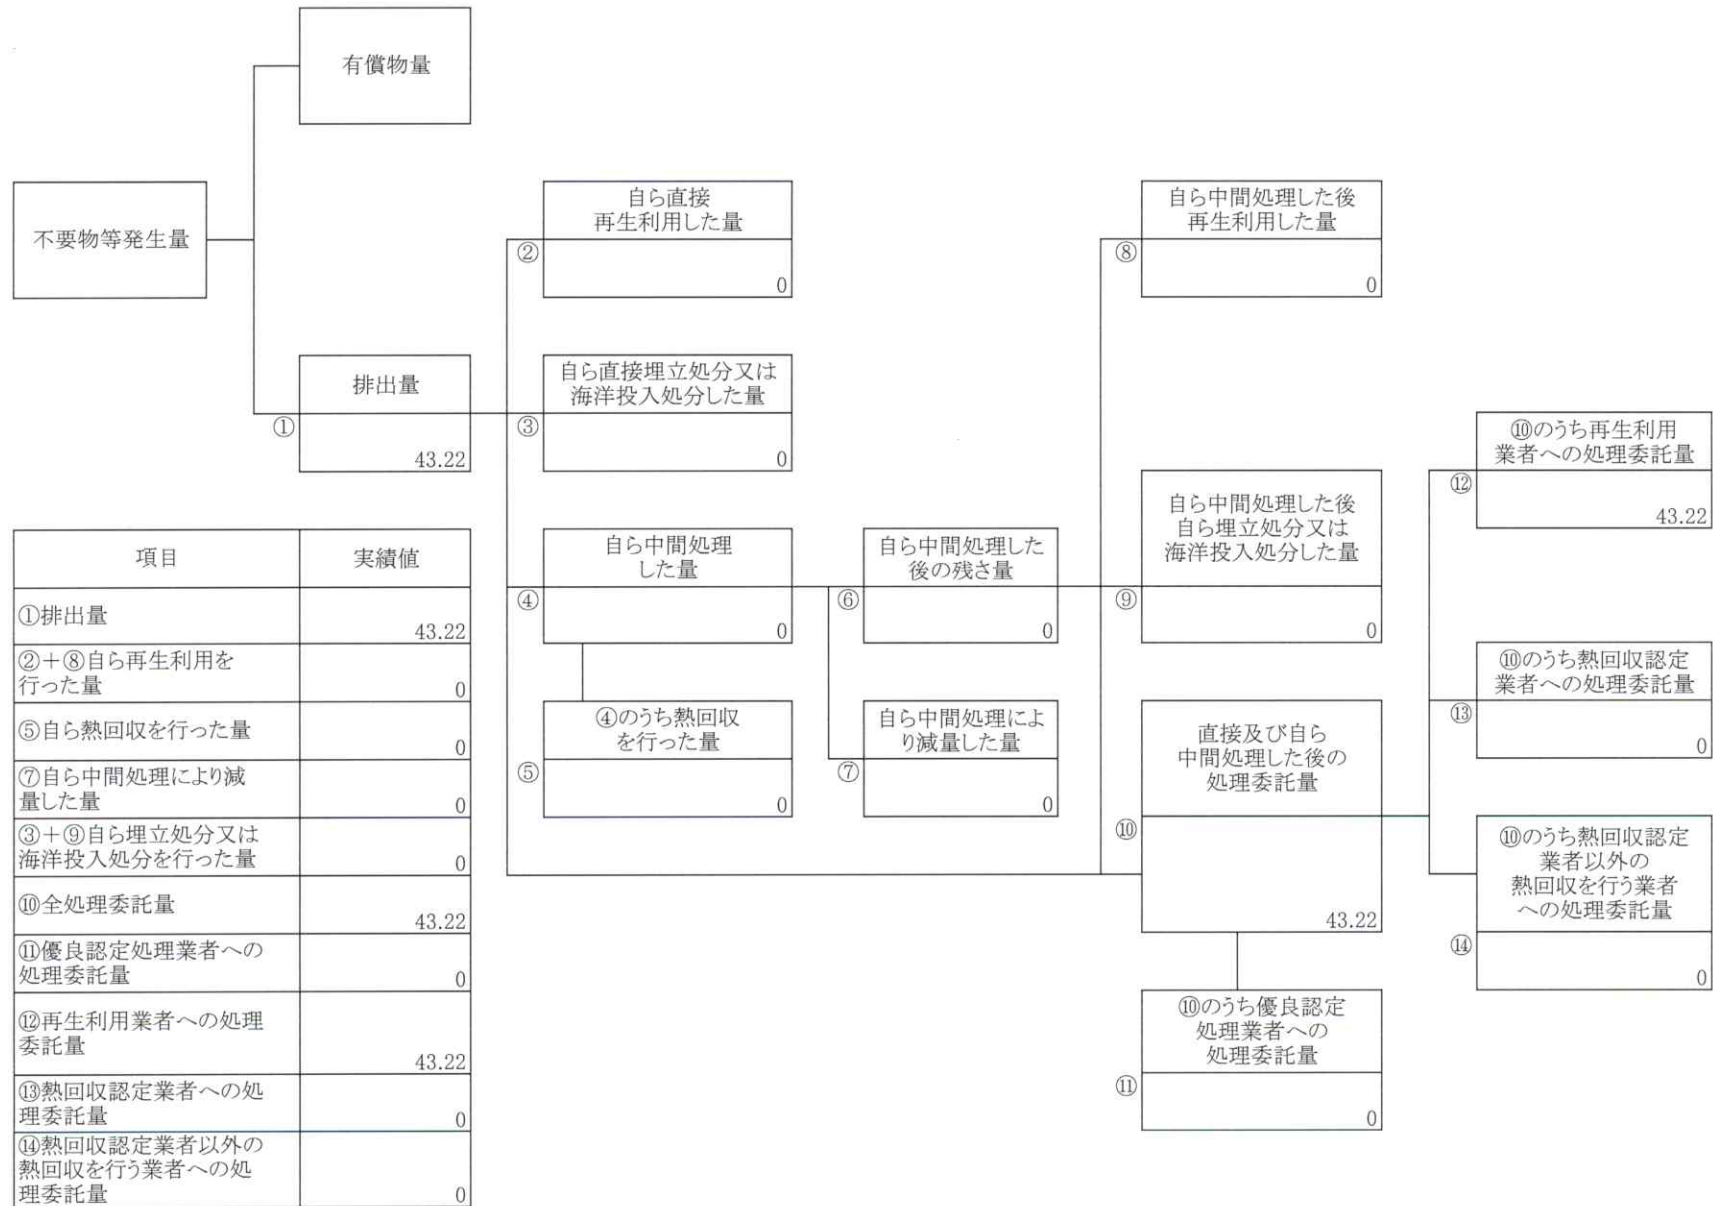 有償物量
不要物等発生量
排出量
①
43.22
自ら直接
再生利用した量
②
0
自ら直接埋立処分又は
海洋投入処分した量
③
0
自ら中間処理
した量
④
0
④のうち熱回収
を行った量
⑤
0
自ら中間処理した
後の残さ量
⑥
0
自ら中間処理によ
り減量した量
⑦
0
自ら中間処理した後
再生利用した量
⑧
0
自ら中間処理した後
自ら埋立処分又は
海洋投入処分した量
⑨
0
直接及び自ら
中間処理した後の
処理委託量
⑩
43.22
⑩のうち優良認定
処理業者への
処理委託量
⑪
0
⑩のうち再生利用
業者への処理委託量
⑫
43.22
⑩のうち熱回収認定
業者への処理委託量
⑬
0
⑩のうち熱回収認定
業者以外の
熱回収を行う業者
への処理委託量
⑭
0
項目 実績値
①排出量
43.22
②+⑧自ら再生利用を
行った量
0
⑤自ら熱回収を行った量
0
⑦自ら中間処理により減
量した量
0
③+⑨自ら埋立処分又は
海洋投入処分を行った量
0
⑩全処理委託量
43.22
⑪優良認定処理業者への
処理委託量
0
⑫再生利用業者への処理
委託量
43.22
⑬熱回収認定業者への処
理委託量
0
⑭熱回収認定業者以外の
熱回収を行う業者への処
理委託量
0